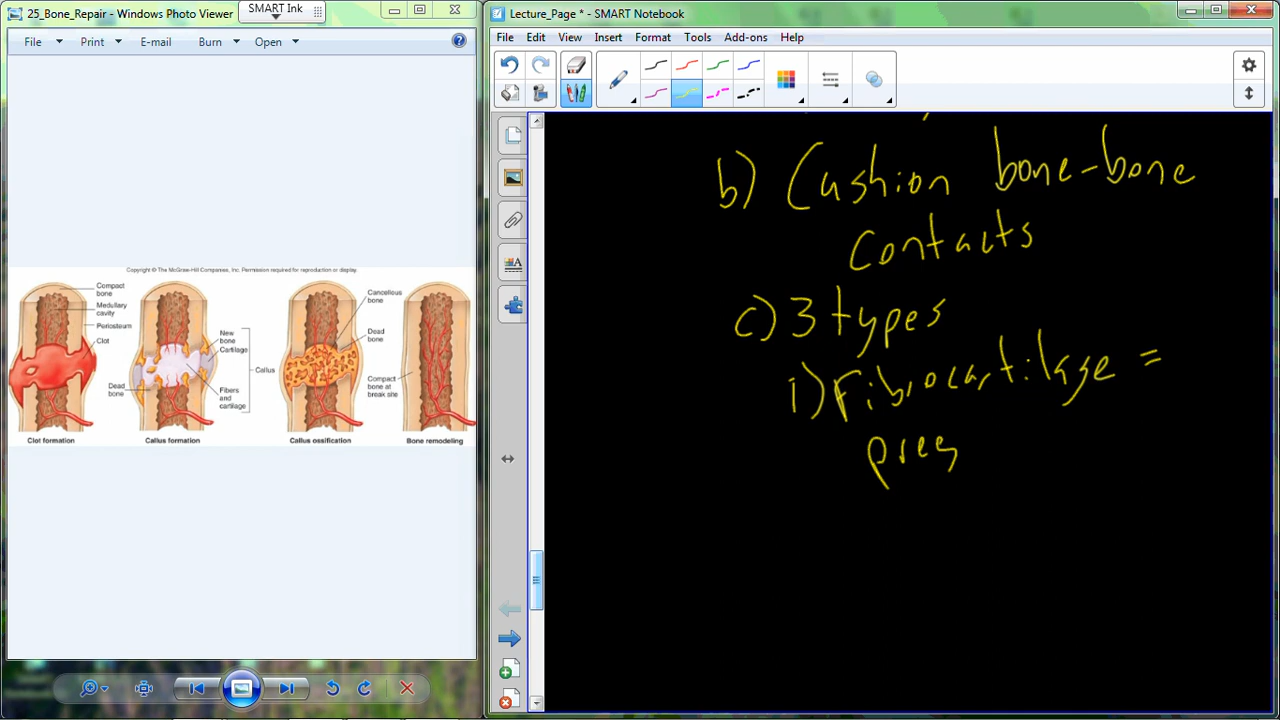 25_Bone_Repair - Windows Photo Viewer
SMART Ink
File Print E-mail Burn Open
Copyright © The McGraw-Hill Companies, Inc. Permission required for reproduction or display.
Compact
bone
Medullary
cavity
Periosteum
Clot
Dead
bone
Clot formation
New
bone
Cartilage
Callus
Fibers
and
cartilage
Callus formation
Cancellous
bone
Dead
bone
Compact
bone at
break site
Callus ossification
Bone remodeling
Lecture_Page * - SMART Notebook
File Edit View Insert Format Tools Add-ons Help
b) Cushion bone-bone
contacts
c) 3 types
1) Fibrocartilage =
pres